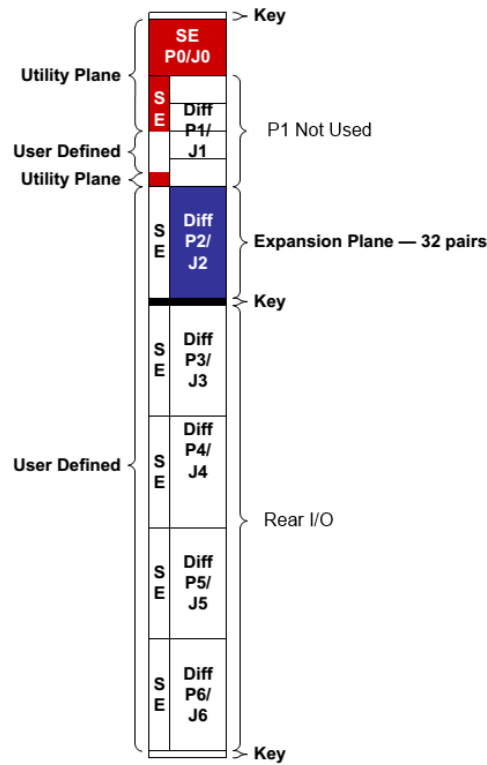 Key
SE
P0/J0
Utility Plane
S
E
Diff
P1/
J1
P1 Not Used
User Defined
Utility Plane
S
E
Diff
P2/
J2
Expansion Plane — 32 pairs
Key
S
E
Diff
P3/
J3
S
E
Diff
P4/
J4
User Defined
Rear I/O
S
E
Diff
P5/
J5
S
E
Diff
P6/
J6
Key